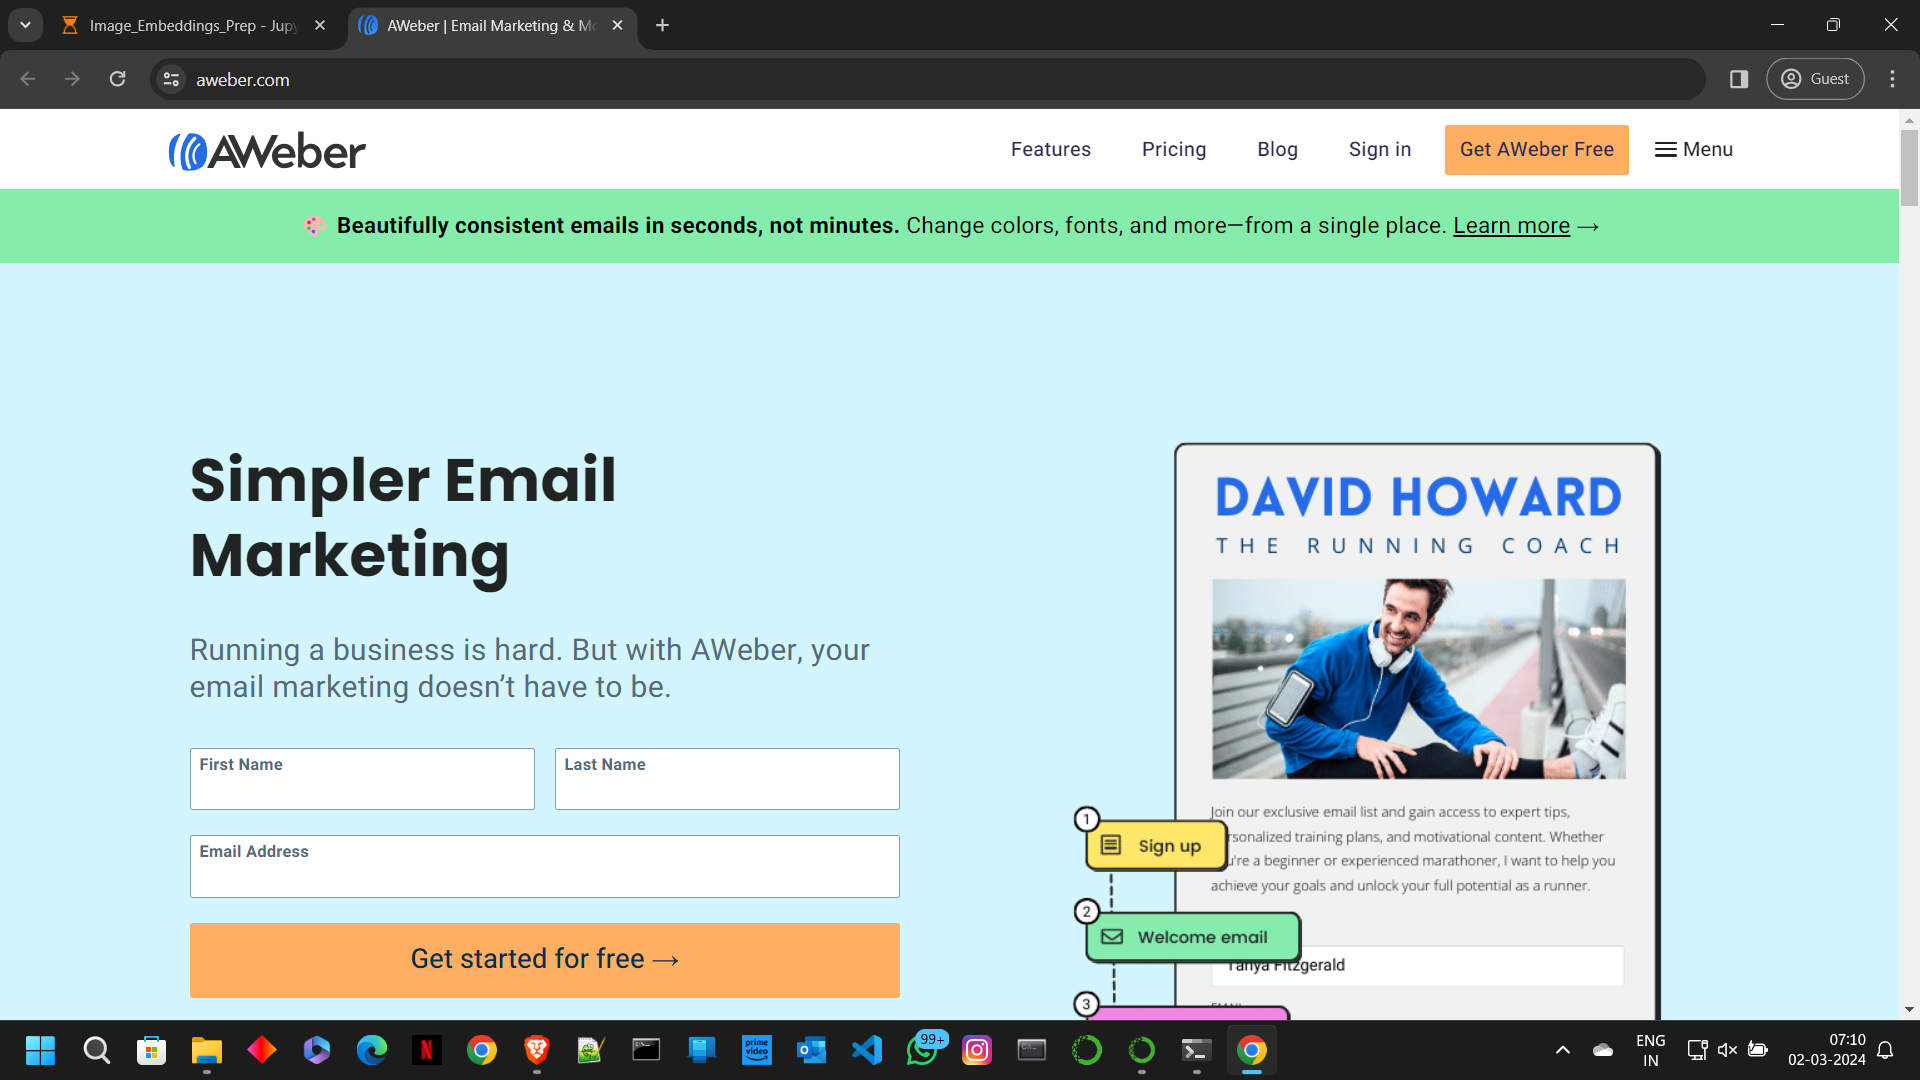 Image_Embeddings_Prep - Jupy
AWeber | Email Marketing & Mo
aweber.com
Guest
AWeber
Features
Pricing
Blog
Sign in
Get AWeber Free
Menu
Beautifully consistent emails in seconds, not minutes. Change colors, fonts, and more—from a single place. Learn more →
Simpler Email
Marketing
Running a business is hard. But with AWeber, your
email marketing doesn’t have to be.
First Name
Last Name
Email Address
Get started for free →
DAVID HOWARD
THE RUNNING COACH
Join our exclusive email list and gain access to expert tips,
personalized training plans, and motivational content. Whether
you're a beginner or experienced marathoner, I want to help you
achieve your goals and unlock your full potential as a runner.
1
Sign up
2
Welcome email
Tanya Fitzgerald
3
prime
video
99+
ENG
IN
07:10
02-03-2024